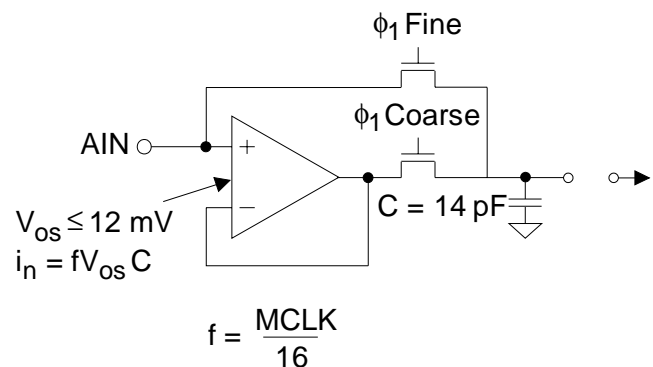 ϕ₁ Fine
ϕ₁ Coarse
AIN
+
−
Vₒₛ ≤ 12 mV
iₙ = fVₒₛ C
C = 14 pF
f = MCLK
16